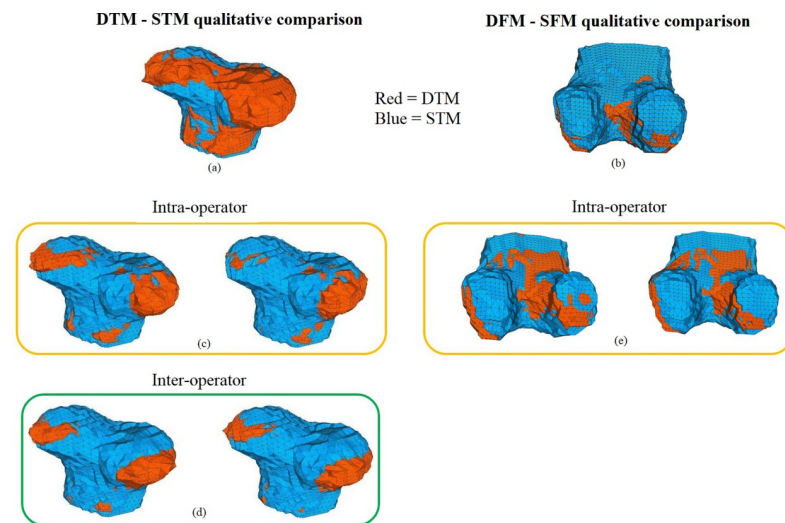 DTM - STM qualitative comparison
DFM - SFM qualitative comparison
Red = DTM
Blue = STM
(a)
(b)
Intra-operator
Intra-operator
(c)
(e)
Inter-operator
(d)